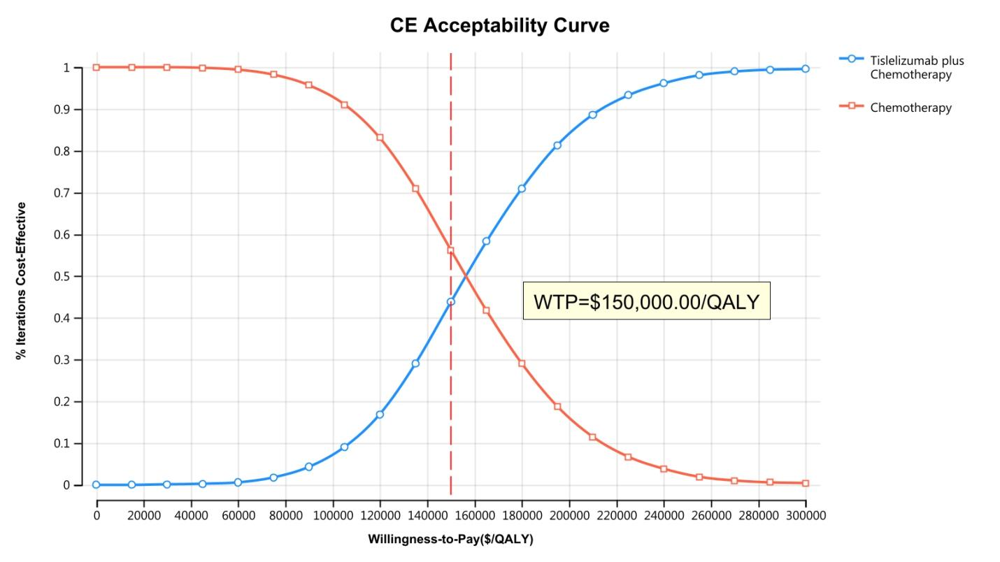 CE Acceptability Curve
Tislelizumab plus
Chemotherapy
Chemotherapy
% Iterations Cost-Effective
1
0.9
0.8
0.7
0.6
0.5
0.4
0.3
0.2
0.1
0
WTP=$150,000.00/QALY
0 20000 40000 60000 80000 100000 120000 140000 160000 180000 200000 220000 240000 260000 280000 300000
Willingness-to-Pay($/QALY)